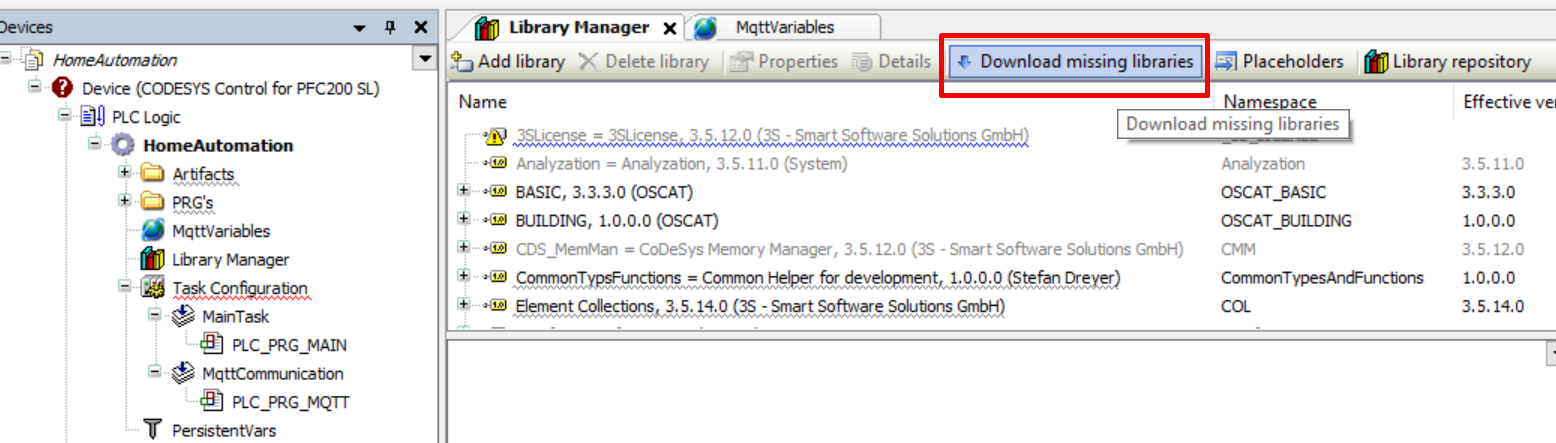 Devices
HomeAutomation
Device (CODESYS Control for PFC200 SL)
PLC Logic
HomeAutomation
Artifacts
PRG's
MqttVariables
Library Manager
Task Configuration
MainTask
PLC_PRG_MAIN
MqttCommunication
PLC_PRG_MQTT
PersistentVars
Library Manager MqttVariables
Add library Delete library Properties Details Download missing libraries Placeholders Library repository
Name Namespace Effective ver
Download missing libraries
3SLicense = 3SLicense, 3.5.12.0 (3S - Smart Software Solutions GmbH)
Analyzation = Analyzation, 3.5.11.0 (System) Analyzation 3.5.11.0
BASIC, 3.3.3.0 (OSCAT) OSCAT_BASIC 3.3.3.0
BUILDING, 1.0.0.0 (OSCAT) OSCAT_BUILDING 1.0.0.0
CDS_MemMan = CoDeSys Memory Manager, 3.5.12.0 (3S - Smart Software Solutions GmbH) CMM 3.5.12.0
CommonTypsFunctions = Common Helper for development, 1.0.0.0 (Stefan Dreyer) CommonTypesAndFunctions 1.0.0.0
Element Collections, 3.5.14.0 (3S - Smart Software Solutions GmbH) COL 3.5.14.0